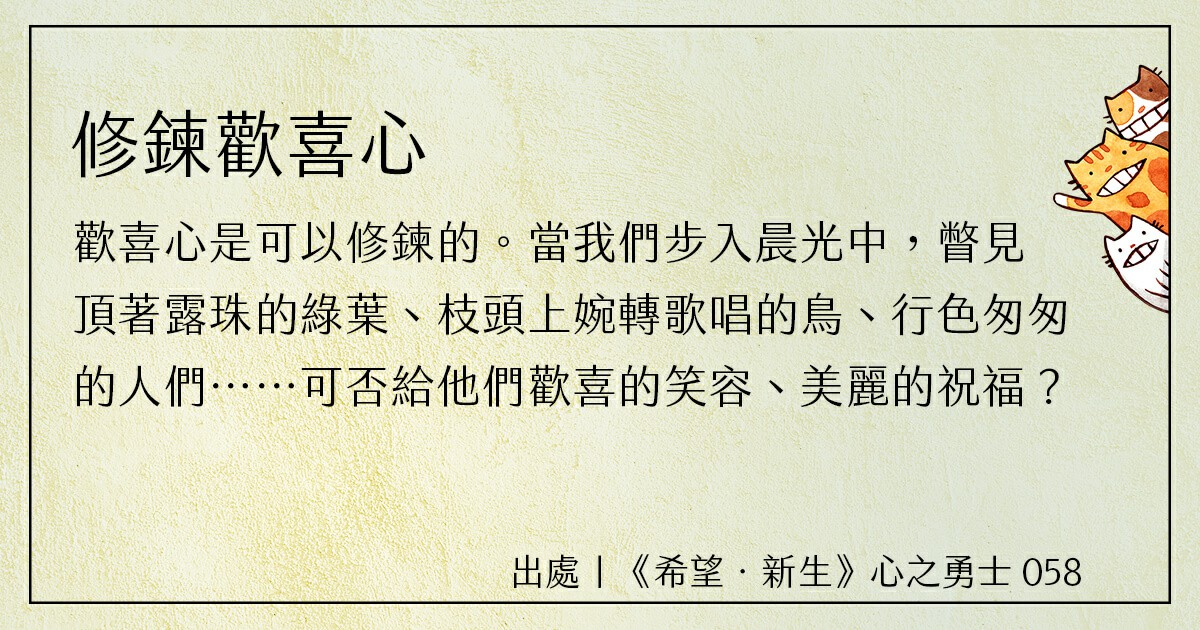 修鍊歡喜心
歡喜心是可以修鍊的。當我們步入晨光中，瞥見
頂著露珠的綠葉、枝頭上婉轉歌唱的鳥、行色匆匆
的人們……可否給他們歡喜的笑容、美麗的祝福？
出處｜《希望．新生》心之勇士 058